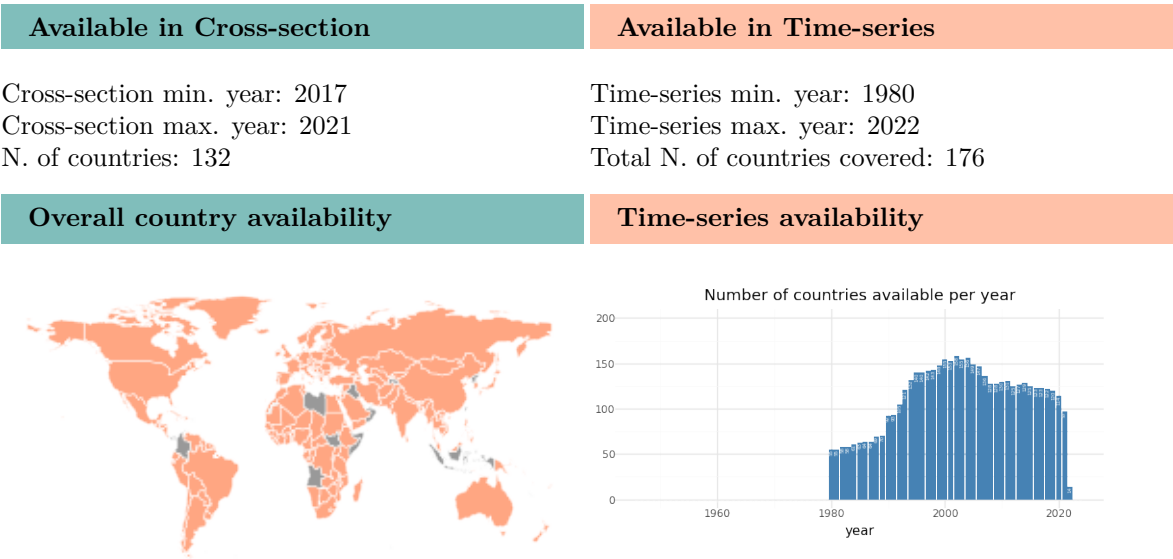 Available in Cross-section
Available in Time-series
Cross-section min. year: 2017
Cross-section max. year: 2021
N. of countries: 132
Time-series min. year: 1980
Time-series max. year: 2022
Total N. of countries covered: 176
Overall country availability
Time-series availability
Number of countries available per year
200
150
100
50
0
1960
1980
2000
2020
year